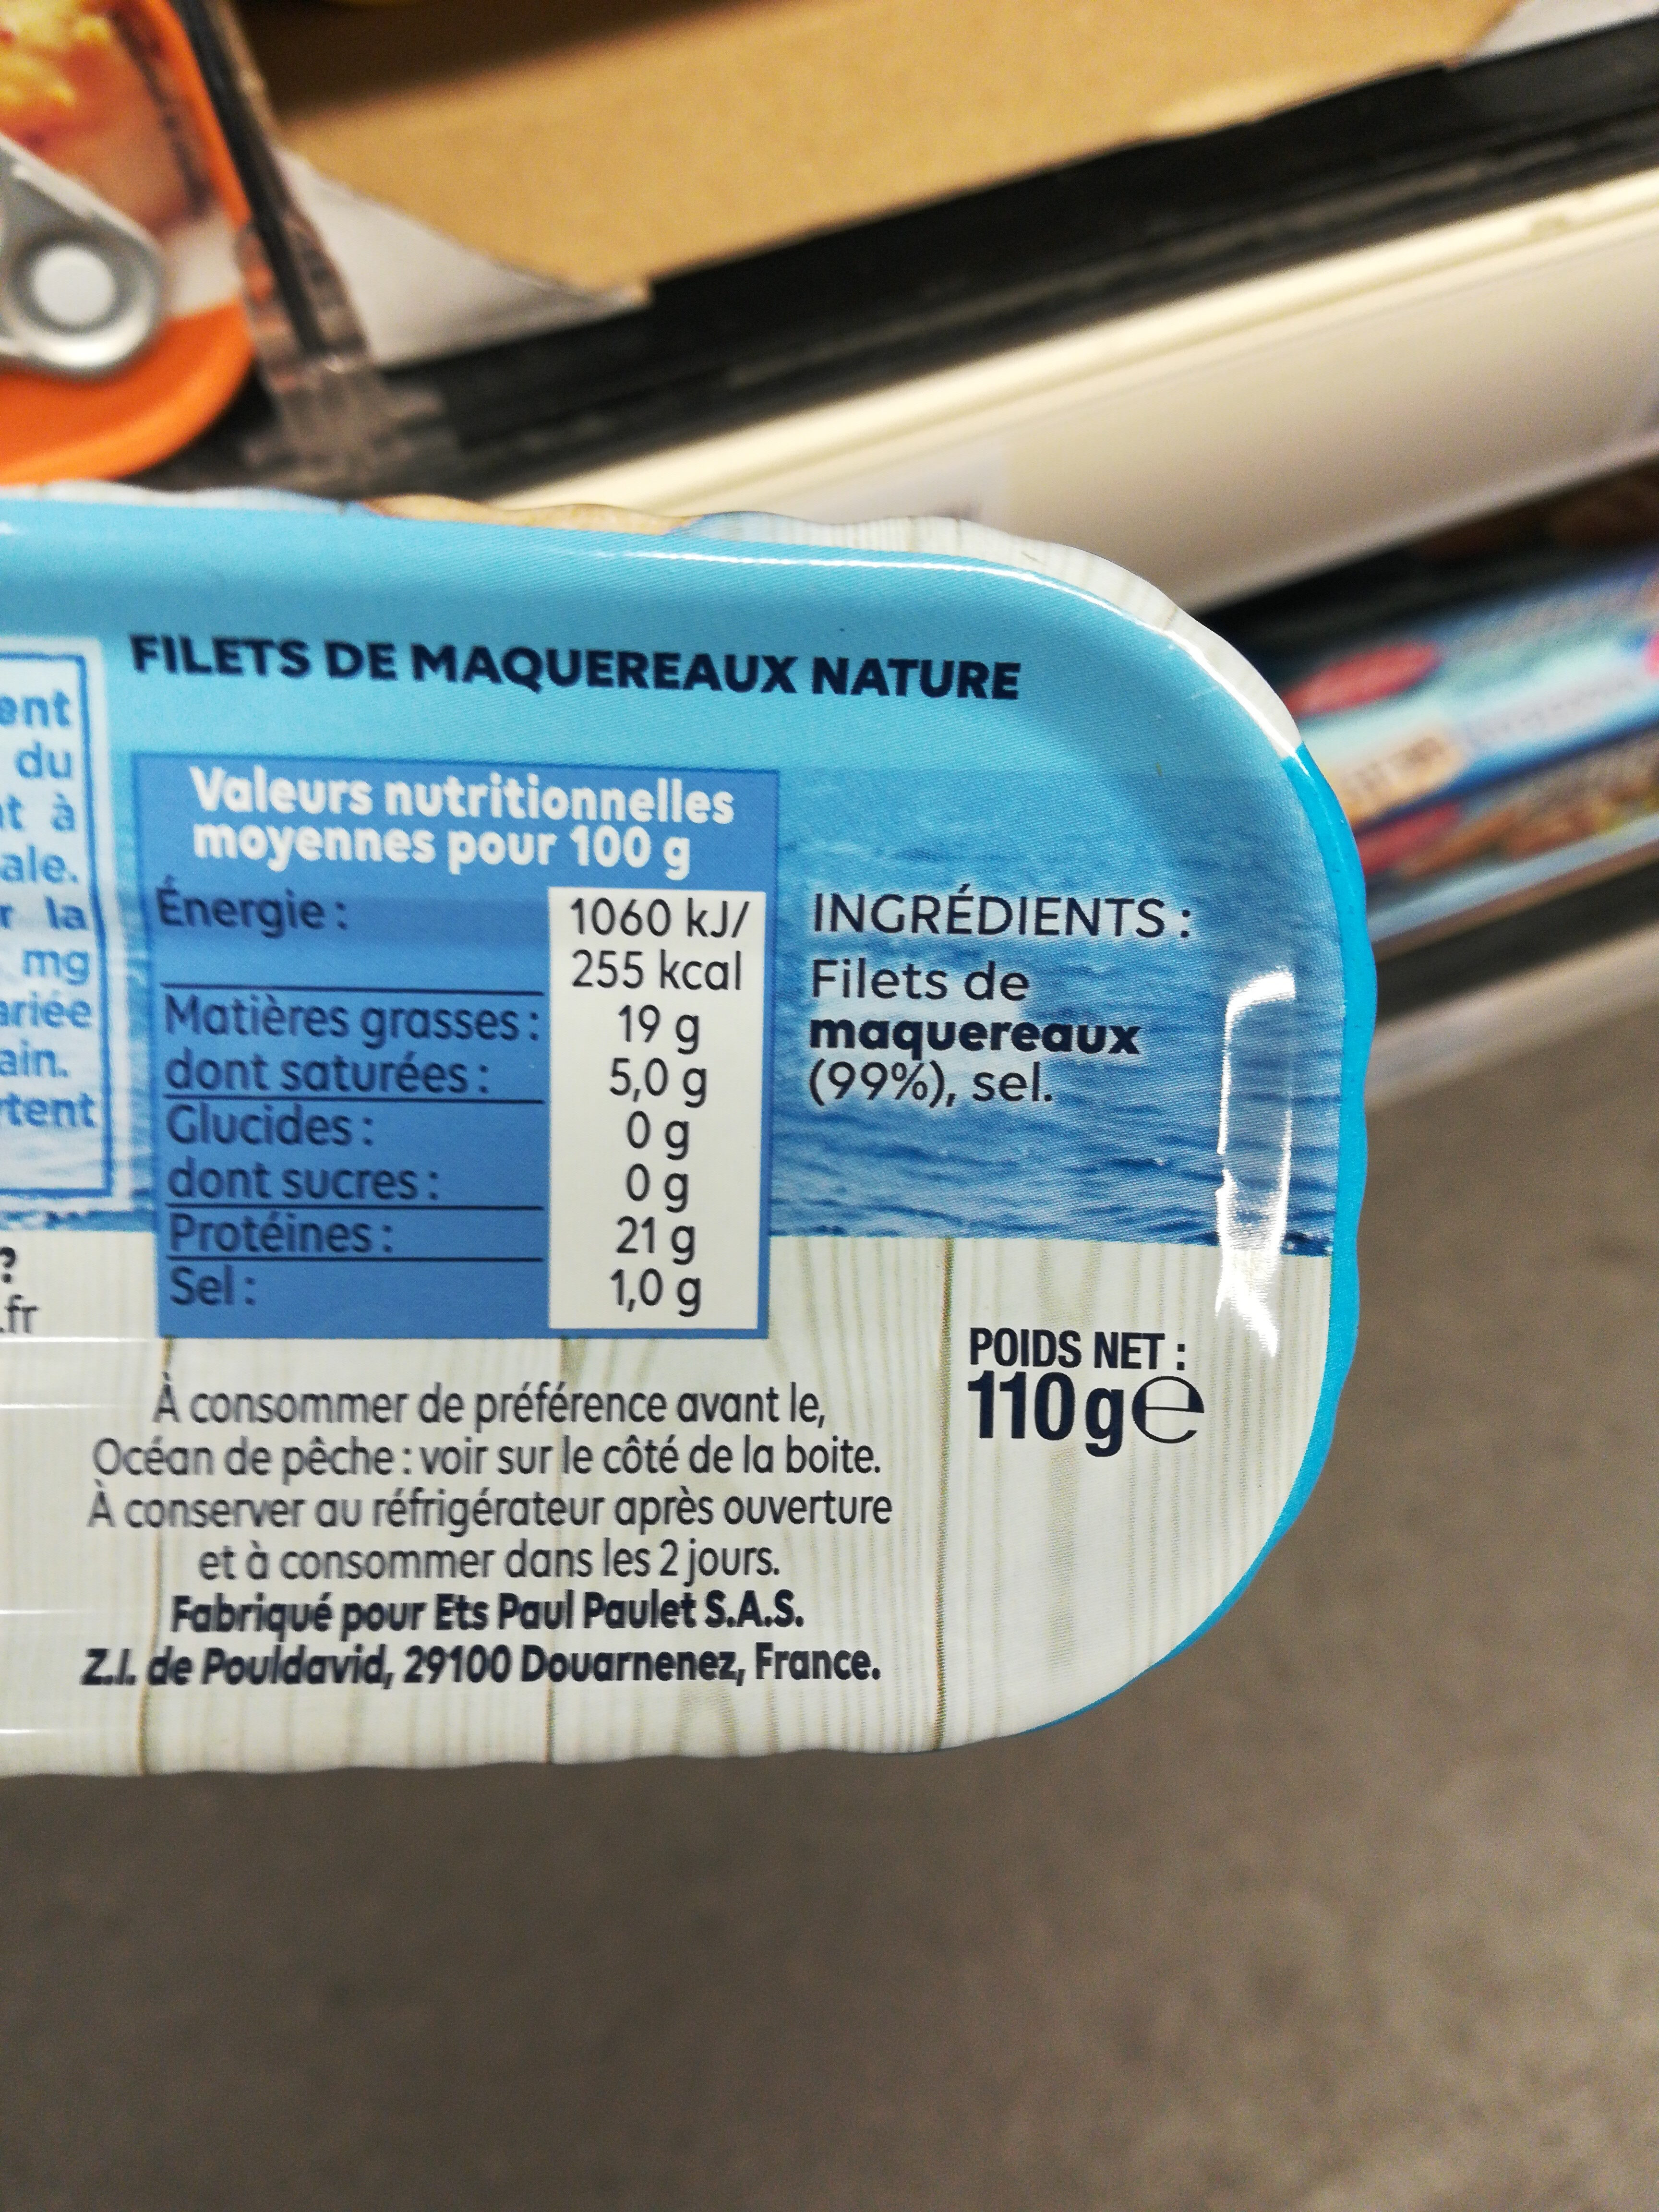 FILETS DE MAQUEREAUX NATURE
ent
du
t à
ale.
r la
mg
ariée
ain.
tent
?
.fr
Valeurs nutritionnelles
moyennes pour 100 g
Énergie : 1060 kJ/
255 kcal
Matières grasses : 19 g
dont saturées : 5,0 g
Glucides : 0 g
dont sucres : 0 g
Protéines : 21 g
Sel : 1,0 g
INGRÉDIENTS :
Filets de
maquereaux
(99%), sel.
POIDS NET :
110 g e
À consommer de préférence avant le,
Océan de pêche : voir sur le côté de la boite.
À conserver au réfrigérateur après ouverture
et à consommer dans les 2 jours.
Fabriqué pour Ets Paul Paulet S.A.S.
Z.I. de Pouldavid, 29100 Douarnenez, France.